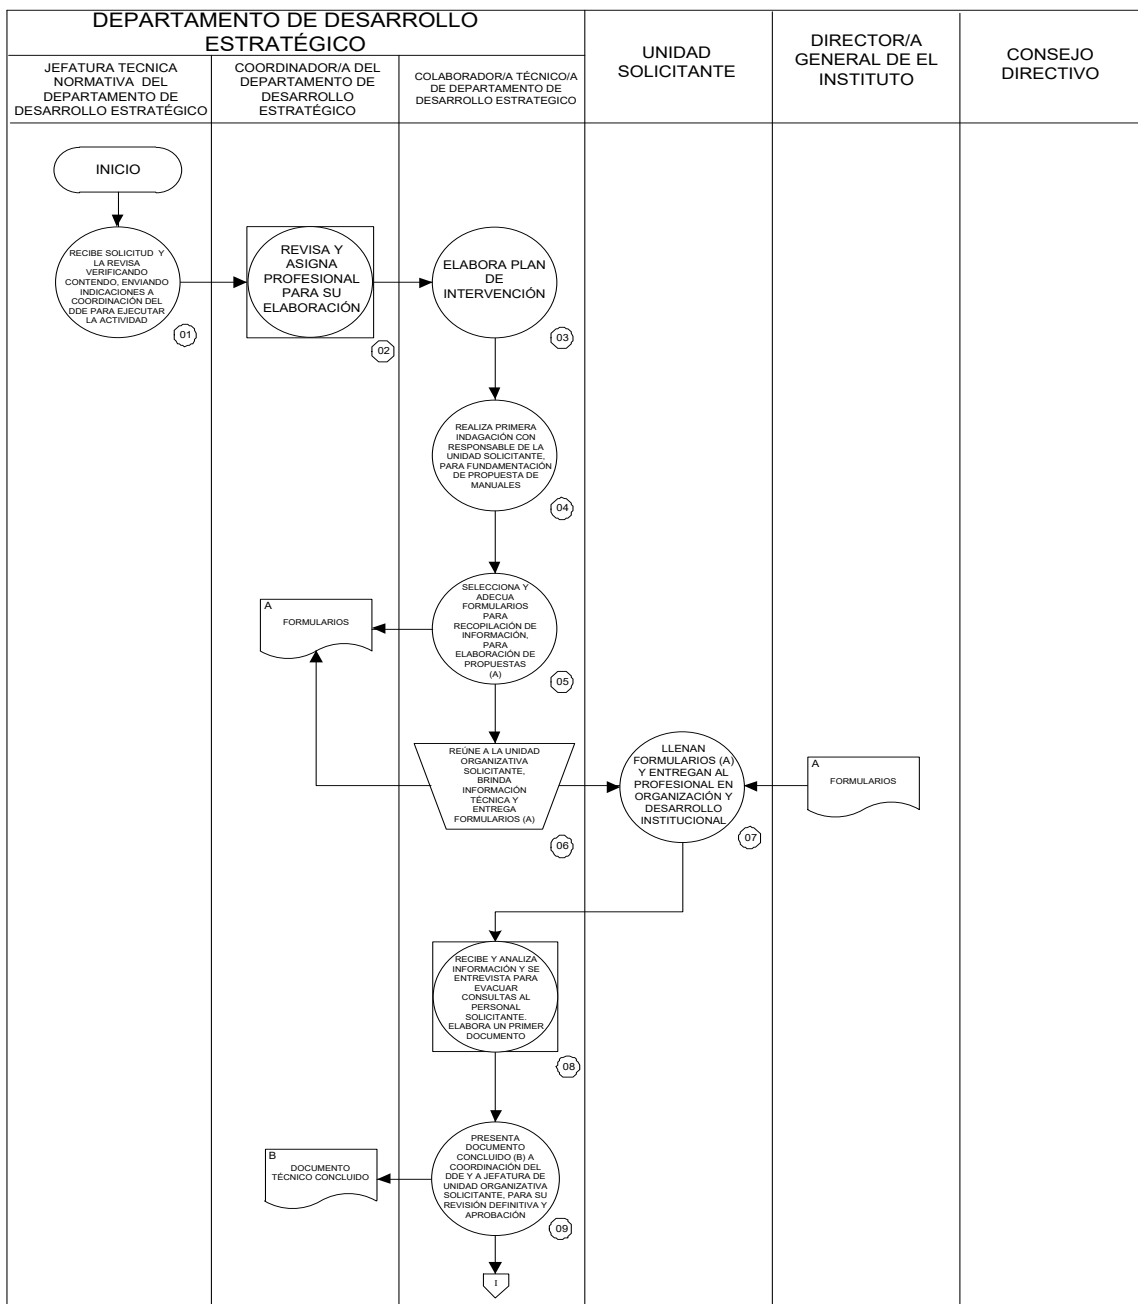 DEPARTAMENTO DE DESARROLLO
ESTRATÉGICO
UNIDAD
SOLICITANTE
DIRECTOR/A
GENERAL DE EL
INSTITUTO
CONSEJO
DIRECTIVO
JEFATURA TECNICA
NORMATIVA DEL
DEPARTAMENTO DE
DESARROLLO ESTRATÉGICO
COORDINADOR/A DEL
DEPARTAMENTO DE
DESARROLLO
ESTRATÉGICO
COLABORADOR/A TÉCNICO/A
DE DEPARTAMENTO DE
DESARROLLO ESTRATEGICO
INICIO
RECIBE SOLICITUD Y
LA REVISA
VERIFICANDO
CONTENDO, ENVIANDO
INDICACIONES A
COORDINACIÓN DEL
DDE PARA EJECUTAR
LA ACTIVIDAD
01
REVISA Y
ASIGNA
PROFESIONAL
PARA SU
ELABORACIÓN
02
ELABORA PLAN
DE
INTERVENCIÓN
03
REALIZA PRIMERA
INDAGACIÓN CON
RESPONSABLE DE LA
UNIDAD SOLICITANTE,
PARA FUNDAMENTACIÓN
DE PROPUESTA DE
MANUALES
04
SELECCIONA Y
ADECUA
FORMULARIOS
PARA
RECOPILACIÓN DE
INFORMACIÓN,
PARA
ELABORACIÓN DE
PROPUESTAS
(A)
05
A
FORMULARIOS
REÚNE A LA UNIDAD
ORGANIZATIVA
SOLICITANTE,
BRINDA
INFORMACIÓN
TÉCNICA Y
ENTREGA
FORMULARIOS (A)
06
LLENAN
FORMULARIOS (A)
Y ENTREGAN AL
PROFESIONAL EN
ORGANIZACIÓN Y
DESARROLLO
INSTITUCIONAL
07
A
FORMULARIOS
RECIBE Y ANALIZA
INFORMACIÓN Y SE
ENTREVISTA PARA
EVACUAR
CONSULTAS AL
PERSONAL
SOLICITANTE.
ELABORA UN PRIMER
DOCUMENTO
08
PRESENTA
DOCUMENTO
CONCLUIDO (B) A
COORDINACIÓN DEL
DDE Y A JEFATURA DE
UNIDAD ORGANIZATIVA
SOLICITANTE, PARA SU
REVISIÓN DEFINITIVA Y
APROBACIÓN
09
B
DOCUMENTO
TÉCNICO CONCLUIDO
I